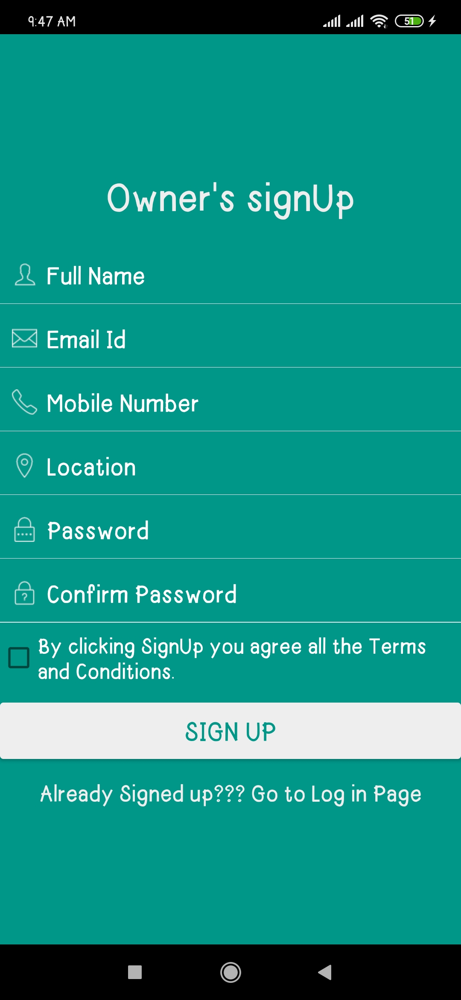 9:47 AM
51
Owner's signUp
Full Name
Email Id
Mobile Number
Location
Password
Confirm Password
By clicking SignUp you agree all the Terms
and Conditions.
SIGN UP
Already Signed up??? Go to Log in Page